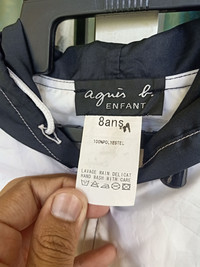 agnès b.
ENFANT
8ans
100%POLYESTEL
LAVAGE MAIN DELICAT
HAND WASH WITH CARE